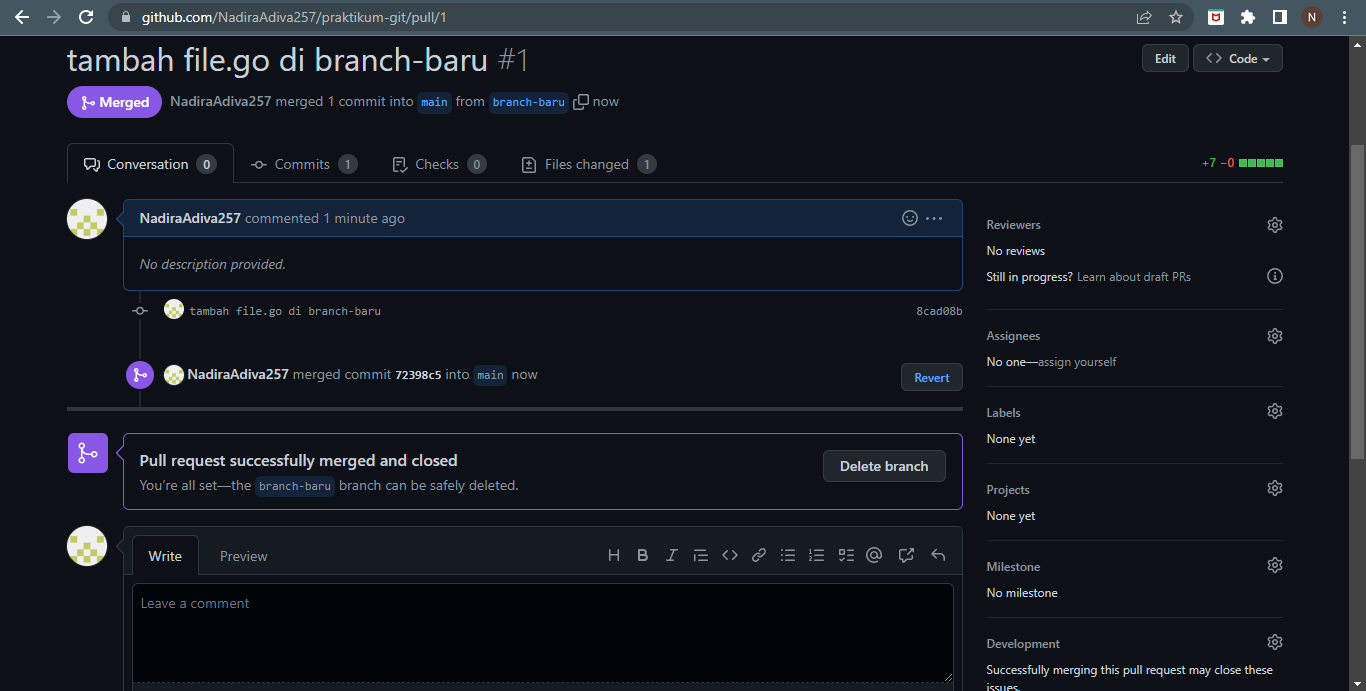 github.com/NadiraAdiva257/praktikum-git/pull/1
N
tambah file.go di branch-baru #1
Edit
Code
Merged
NadiraAdiva257 merged 1 commit into main from branch-baru now
Conversation 0
Commits 1
Checks 0
Files changed 1
+7 −0
NadiraAdiva257 commented 1 minute ago
No description provided.
tambah file.go di branch-baru
8cad08b
NadiraAdiva257 merged commit 72398c5 into main now
Revert
Pull request successfully merged and closed
You're all set—the branch-baru branch can be safely deleted.
Delete branch
Write
Preview
Leave a comment
Reviewers
No reviews
Still in progress? Learn about draft PRs
Assignees
No one—assign yourself
Labels
None yet
Projects
None yet
Milestone
No milestone
Development
Successfully merging this pull request may close these
issues.